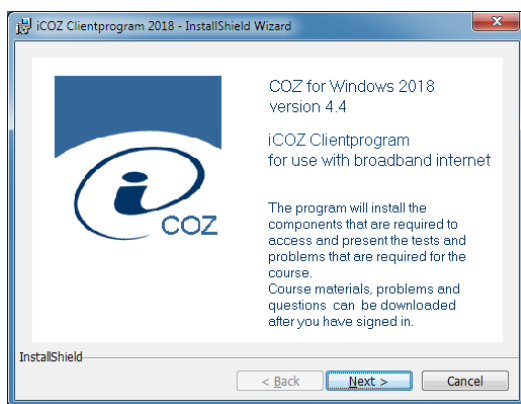 iCOZ Clientprogram 2018 - InstallShield Wizard
COZ for Windows 2018
version 4.4
iCOZ Clientprogram
for use with broadband internet
i
COZ
The program will install the
components that are required to
access and present the tests and
problems that are required for the
course.
Course materials, problems and
questions can be downloaded
after you have signed in.
InstallShield
< Back
Next >
Cancel